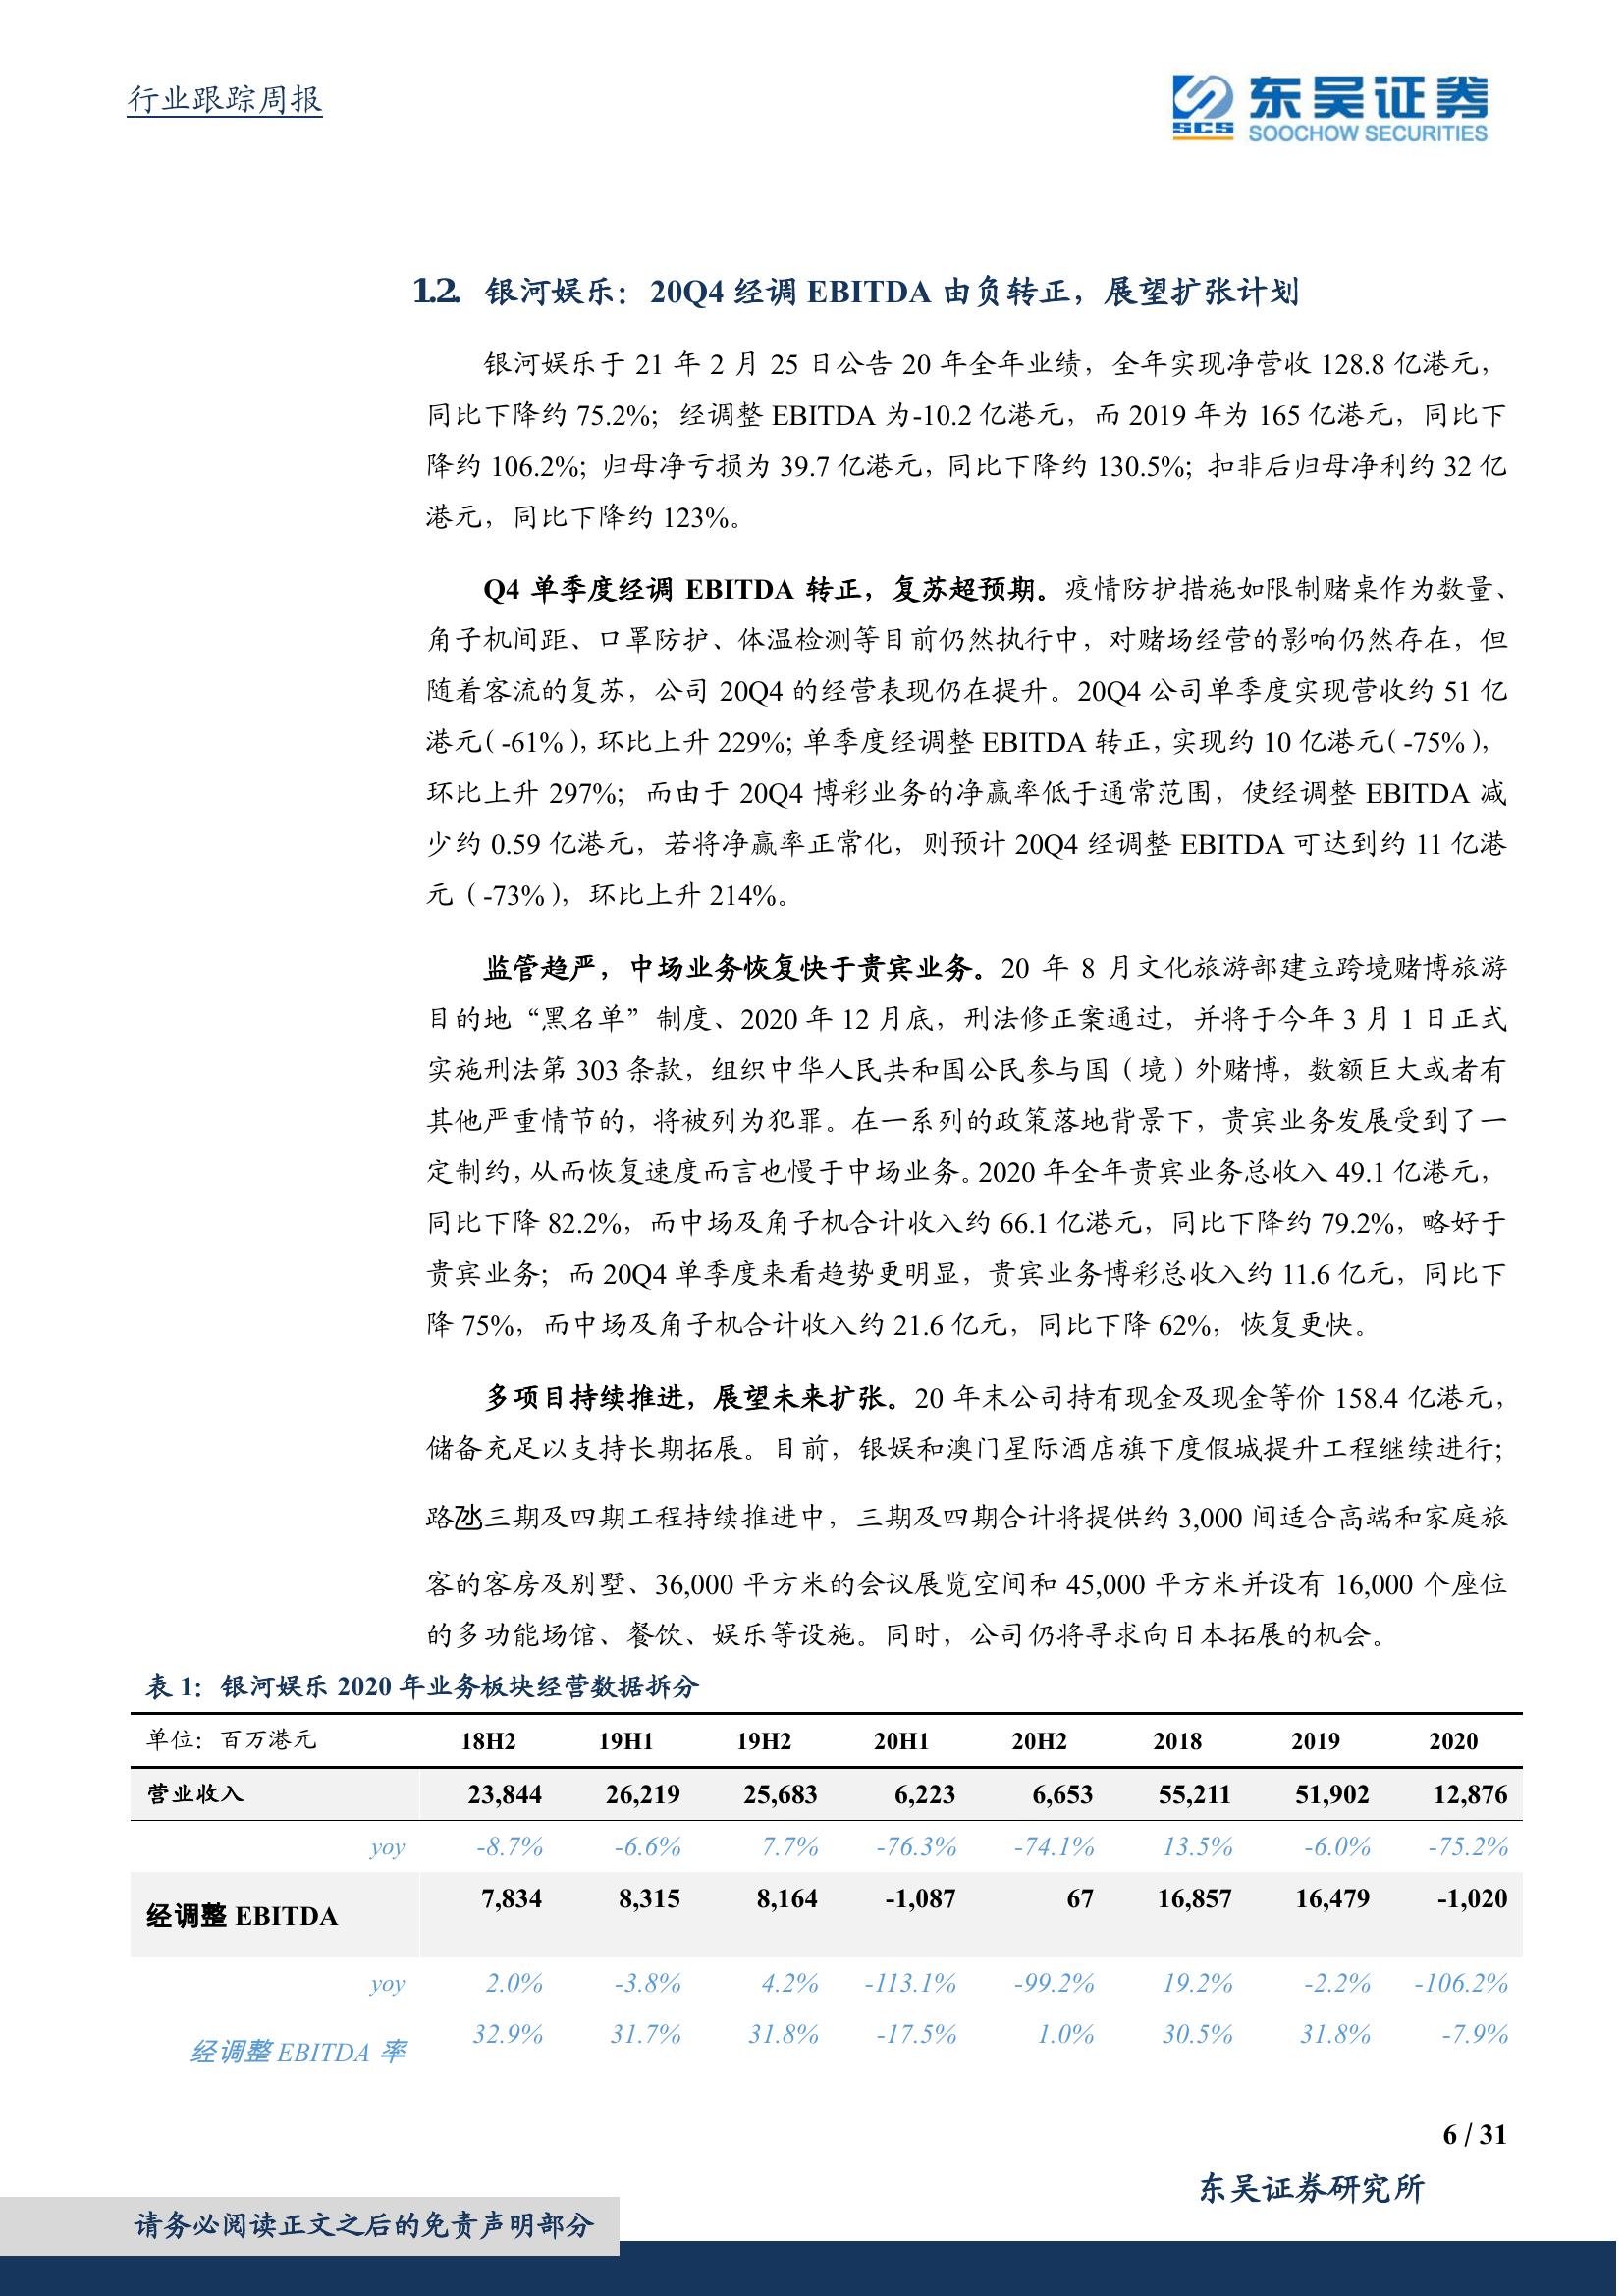 行业跟踪周报
东吴证券
SCS
SOOCHOW SECURITIES
1.2. 银河娱乐：20Q4 经调 EBITDA 由负转正，展望扩张计划
银河娱乐于 21 年 2 月 25 日公告 20 年全年业绩，全年实现净营收 128.8 亿港元，
同比下降约 75.2%；经调整 EBITDA 为-10.2 亿港元，而 2019 年为 165 亿港元，同比下
降约 106.2%；归母净亏损为 39.7 亿港元，同比下降约 130.5%；扣非后归母净利约 32 亿
港元，同比下降约 123%。
Q4 单季度经调 EBITDA 转正，复苏超预期。疫情防护措施如限制赌桌作为数量、
角子机间距、口罩防护、体温检测等目前仍然执行中，对赌场经营的影响仍然存在，但
随着客流的复苏，公司 20Q4 的经营表现仍在提升。20Q4 公司单季度实现营收约 51 亿
港元（-61%），环比上升 229%；单季度经调整 EBITDA 转正，实现约 10 亿港元（-75%），
环比上升 297%；而由于 20Q4 博彩业务的净赢率低于通常范围，使经调整 EBITDA 减
少约 0.59 亿港元，若将净赢率正常化，则预计 20Q4 经调整 EBITDA 可达到约 11 亿港
元（-73%），环比上升 214%。
监管趋严，中场业务恢复快于贵宾业务。20 年 8 月文化旅游部建立跨境赌博旅游
目的地“黑名单”制度、2020 年 12 月底，刑法修正案通过，并将于今年 3 月 1 日正式
实施刑法第 303 条款，组织中华人民共和国公民参与国（境）外赌博，数额巨大或者有
其他严重情节的，将被列为犯罪。在一系列的政策落地背景下，贵宾业务发展受到了一
定制约，从而恢复速度而言也慢于中场业务。2020 年全年贵宾业务总收入 49.1 亿港元，
同比下降 82.2%，而中场及角子机合计收入约 66.1 亿港元，同比下降约 79.2%，略好于
贵宾业务；而 20Q4 单季度来看趋势更明显，贵宾业务博彩总收入约 11.6 亿元，同比下
降 75%，而中场及角子机合计收入约 21.6 亿元，同比下降 62%，恢复更快。
多项目持续推进，展望未来扩张。20 年末公司持有现金及现金等价 158.4 亿港元，
储备充足以支持长期拓展。目前，银娱和澳门星际酒店旗下度假城提升工程继续进行；
路氹三期及四期工程持续推进中，三期及四期合计将提供约 3,000 间适合高端和家庭旅
客的客房及别墅、36,000 平方米的会议展览空间和 45,000 平方米并设有 16,000 个座位
的多功能场馆、餐饮、娱乐等设施。同时，公司仍将寻求向日本拓展的机会。
表 1：银河娱乐 2020 年业务板块经营数据拆分
单位：百万港元 18H2 19H1 19H2 20H1 20H2 2018 2019 2020
营业收入 23,844 26,219 25,683 6,223 6,653 55,211 51,902 12,876
yoy -8.7% -6.6% 7.7% -76.3% -74.1% 13.5% -6.0% -75.2%
经调整 EBITDA 7,834 8,315 8,164 -1,087 67 16,857 16,479 -1,020
yoy 2.0% -3.8% 4.2% -113.1% -99.2% 19.2% -2.2% -106.2%
经调整 EBITDA 率 32.9% 31.7% 31.8% -17.5% 1.0% 30.5% 31.8% -7.9%
6 / 31
东吴证券研究所
请务必阅读正文之后的免责声明部分